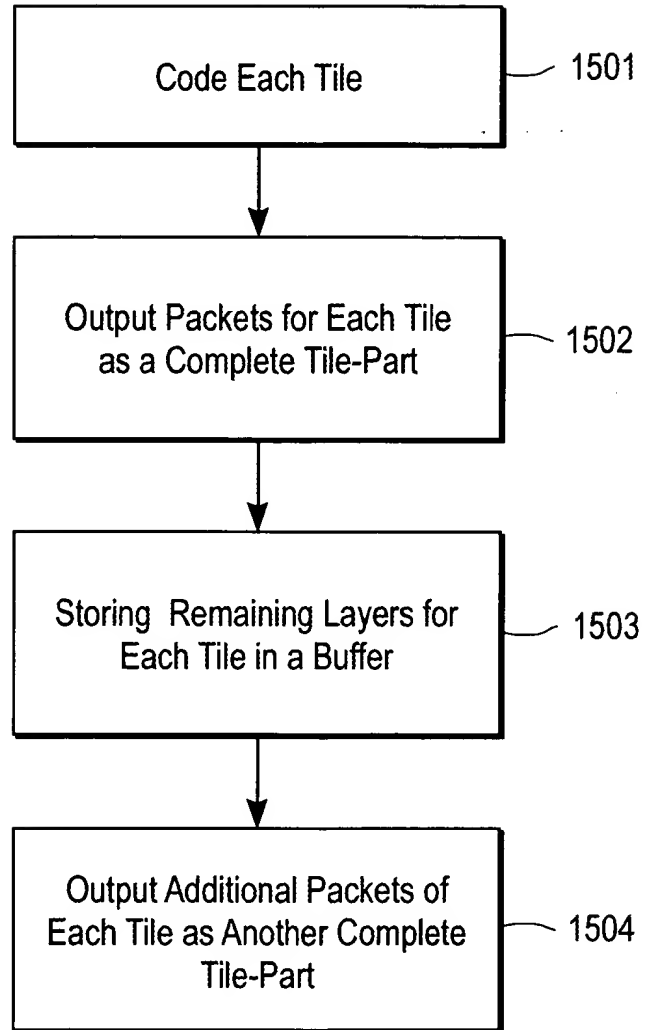 Code Each Tile
1501
Output Packets for Each Tile
as a Complete Tile-Part
1502
Storing Remaining Layers for
Each Tile in a Buffer
1503
Output Additional Packets of
Each Tile as Another Complete
Tile-Part
1504